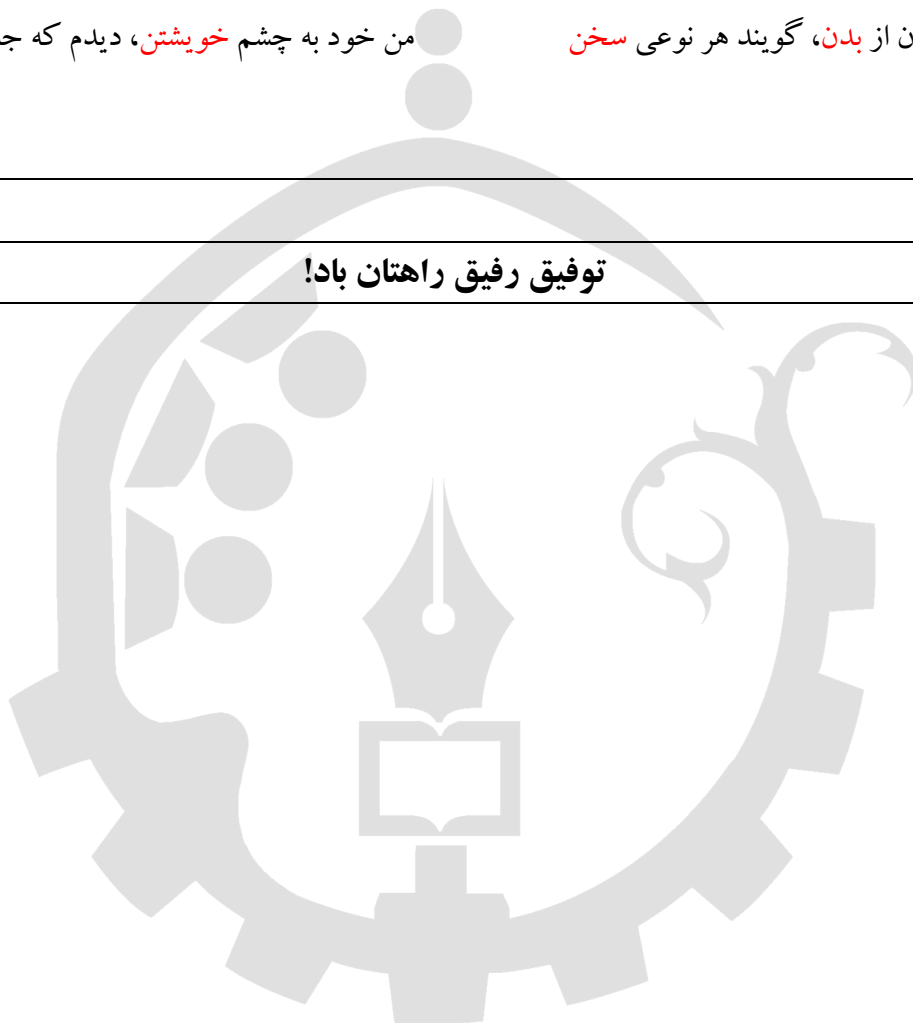 از بدن، گویند هر نوعی سخن من خود به چشم خویشتن، دیدم که
توفیق رفیق راهتان باد!